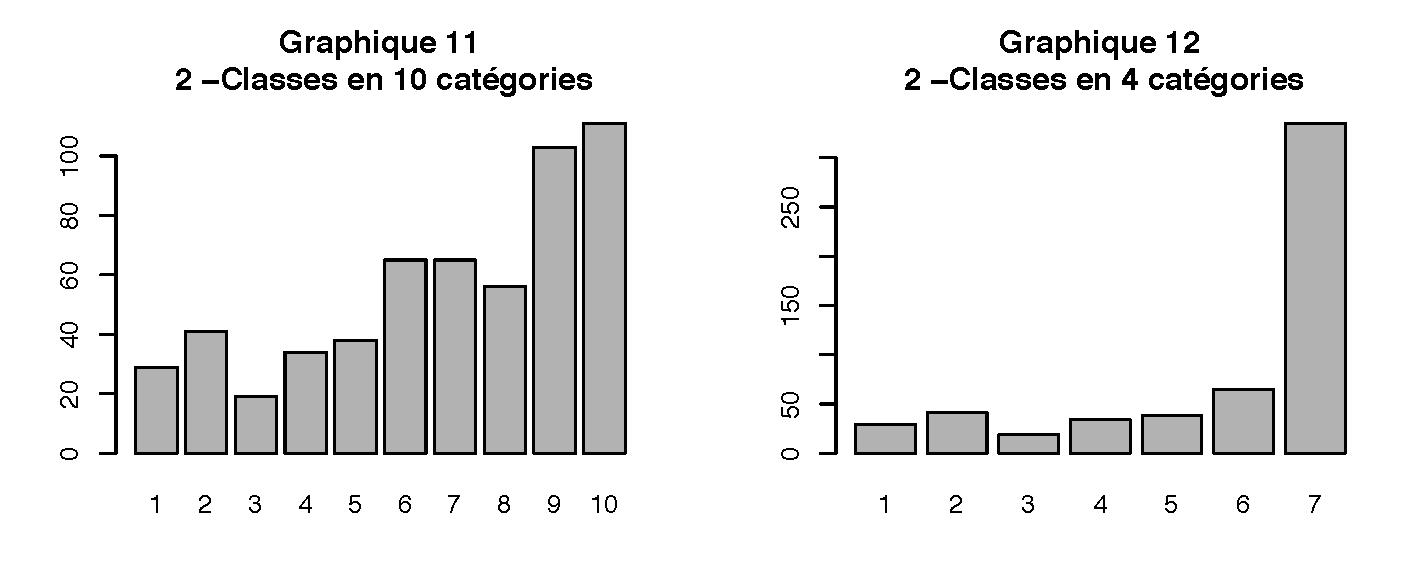 Graphique 11
2 –Classes en 10 catégories
100
80
60
40
20
0
1 2 3 4 5 6 7 8 9 10
Graphique 12
2 –Classes en 4 catégories
250
150
50
0
1 2 3 4 5 6 7